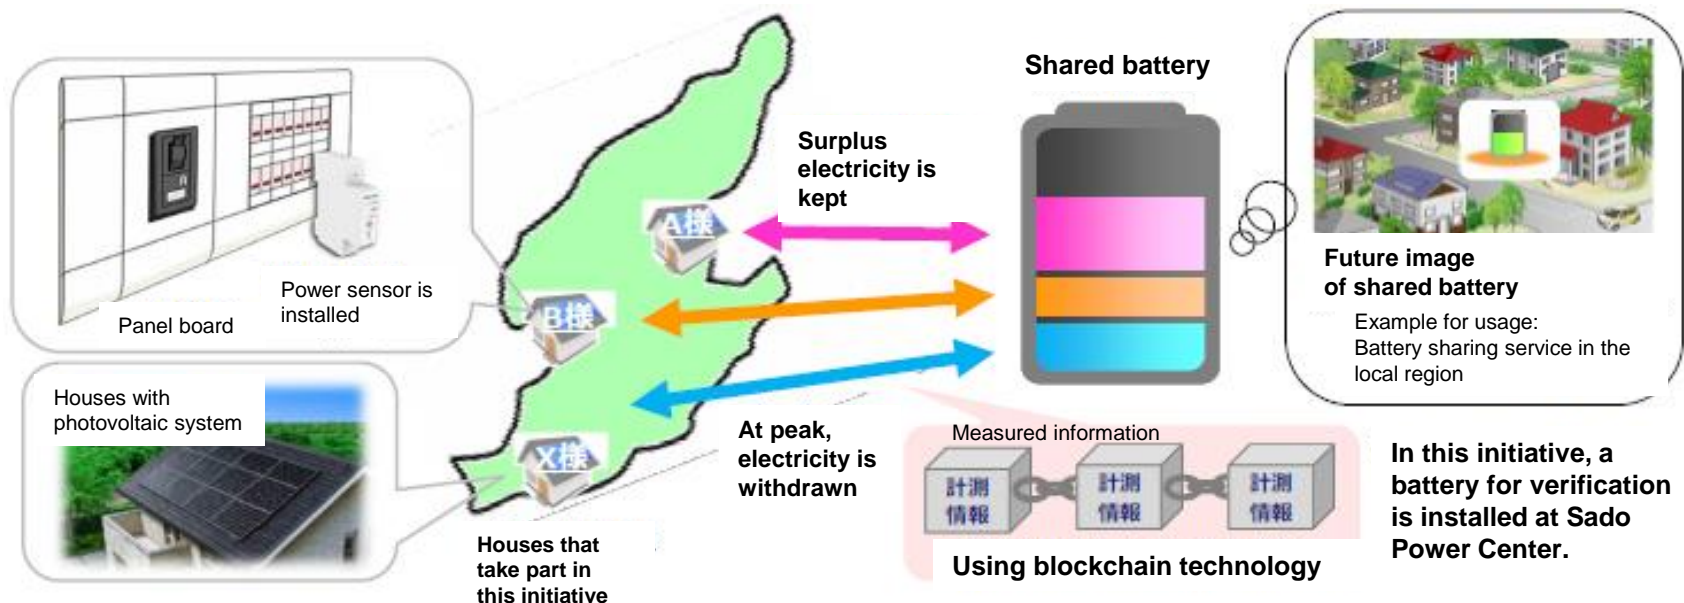 Panel board
Power sensor is
installed
Houses with
photovoltaic system
A様
B様
X様
Houses that
take part in
this initiative
Surplus
electricity is
kept
At peak,
electricity is
withdrawn
Shared battery
Future image
of shared battery
Example for usage:
Battery sharing service in the
local region
Measured information
計測
情報
計測
情報
計測
情報
Using blockchain technology
In this initiative, a
battery for verification
is installed at Sado
Power Center.